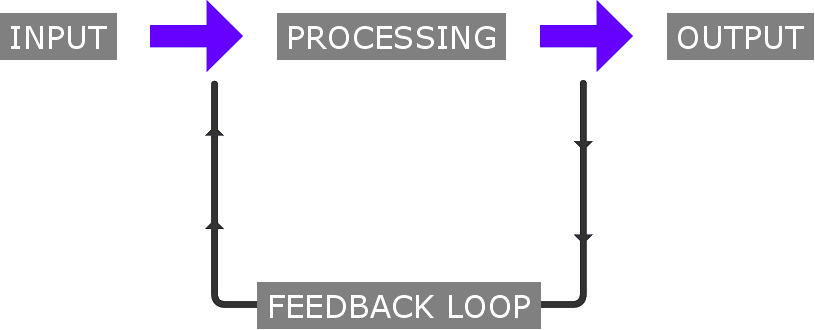 INPUT
PROCESSING
OUTPUT
FEEDBACK LOOP